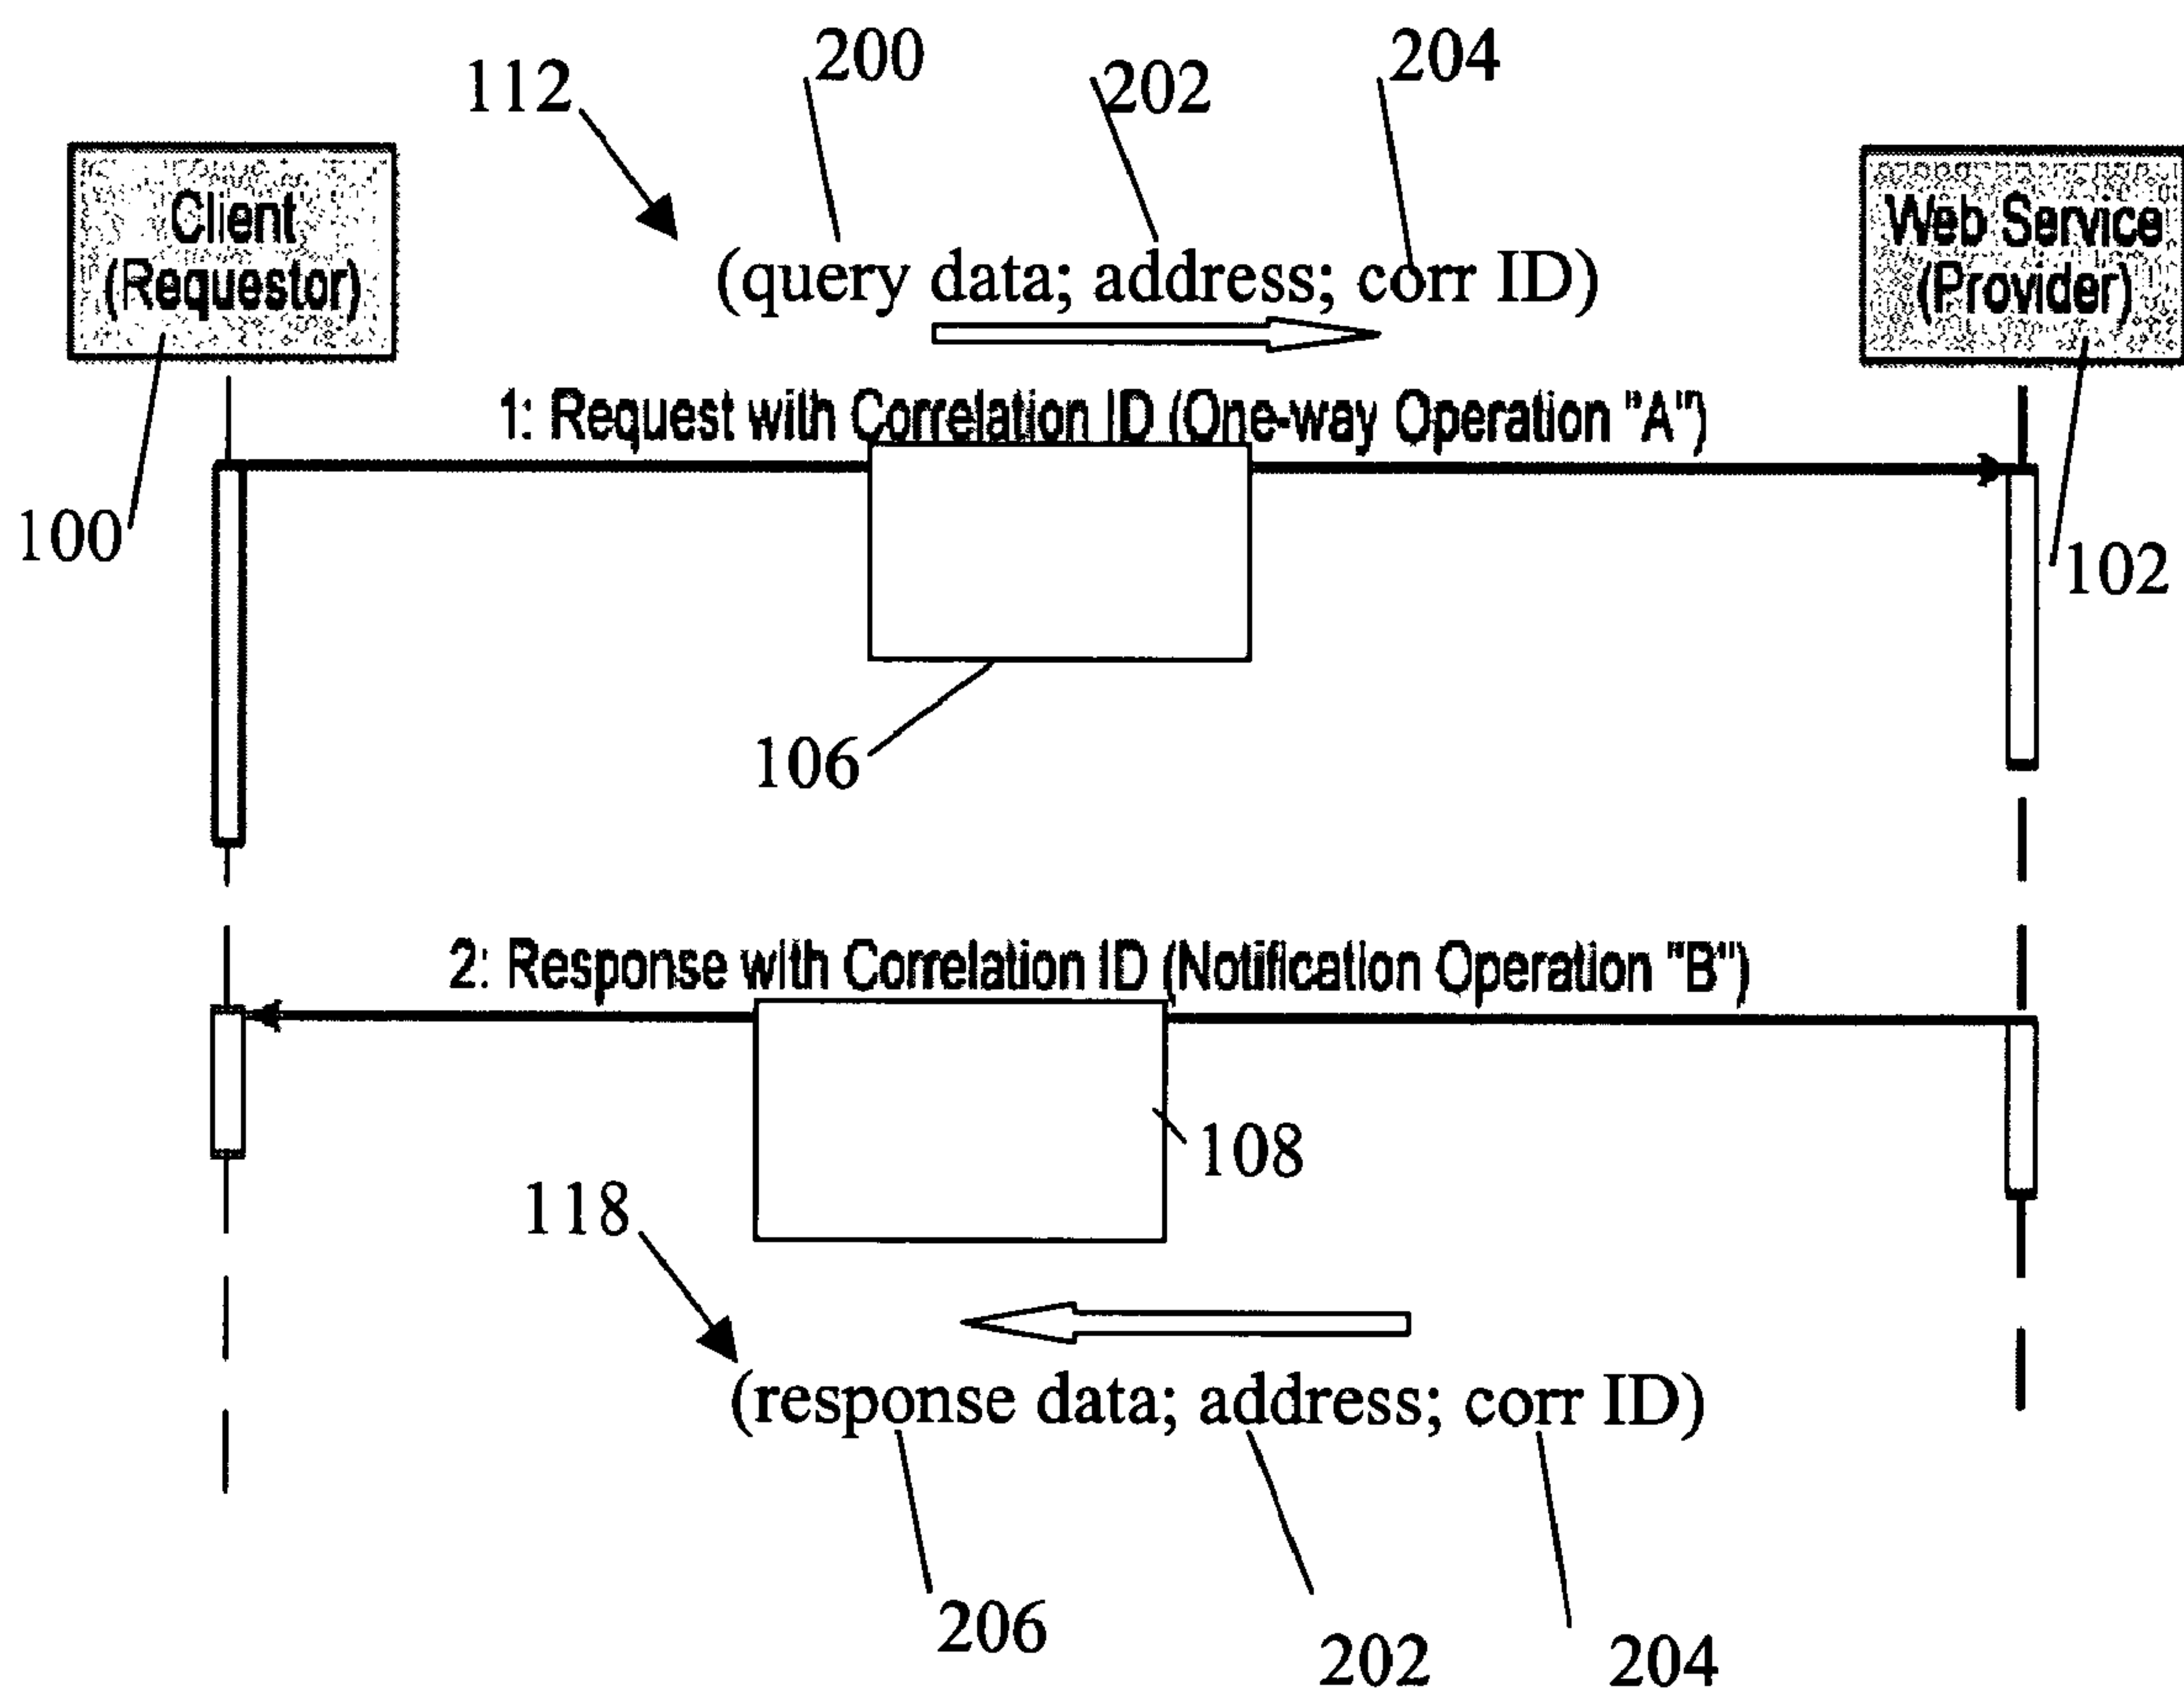 200
202
204
112
Client
(Requestor)
Web Service
(Provider)
(query data; address; corr ID)
1: Request with Correlation ID (One-way Operation "A")
100
102
106
2: Response with Correlation ID (Notification Operation "B")
108
118
(response data; address; corr ID)
206
202
204